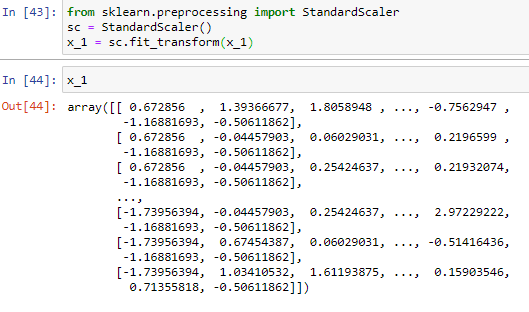 In [43]: from sklearn.preprocessing import StandardScaler
sc = StandardScaler()
x_1 = sc.fit_transform(x_1)
In [44]: x_1
Out[44]: array([[ 0.672856  ,  1.39366677,  1.8058948 , ..., -0.7562947 ,
-1.16881693, -0.50611862],
[ 0.672856  , -0.04457903,  0.06029031, ...,  0.2196599 ,
-1.16881693, -0.50611862],
[ 0.672856  , -0.04457903,  0.25424637, ...,  0.21932074,
-1.16881693, -0.50611862],
...,
[-1.73956394, -0.04457903,  0.25424637, ...,  2.97229222,
-1.16881693, -0.50611862],
[-1.73956394,  0.67454387,  0.06029031, ..., -0.51416436,
-1.16881693, -0.50611862],
[-1.73956394,  1.03410532,  1.61193875, ...,  0.15903546,
0.71355818, -0.50611862]])